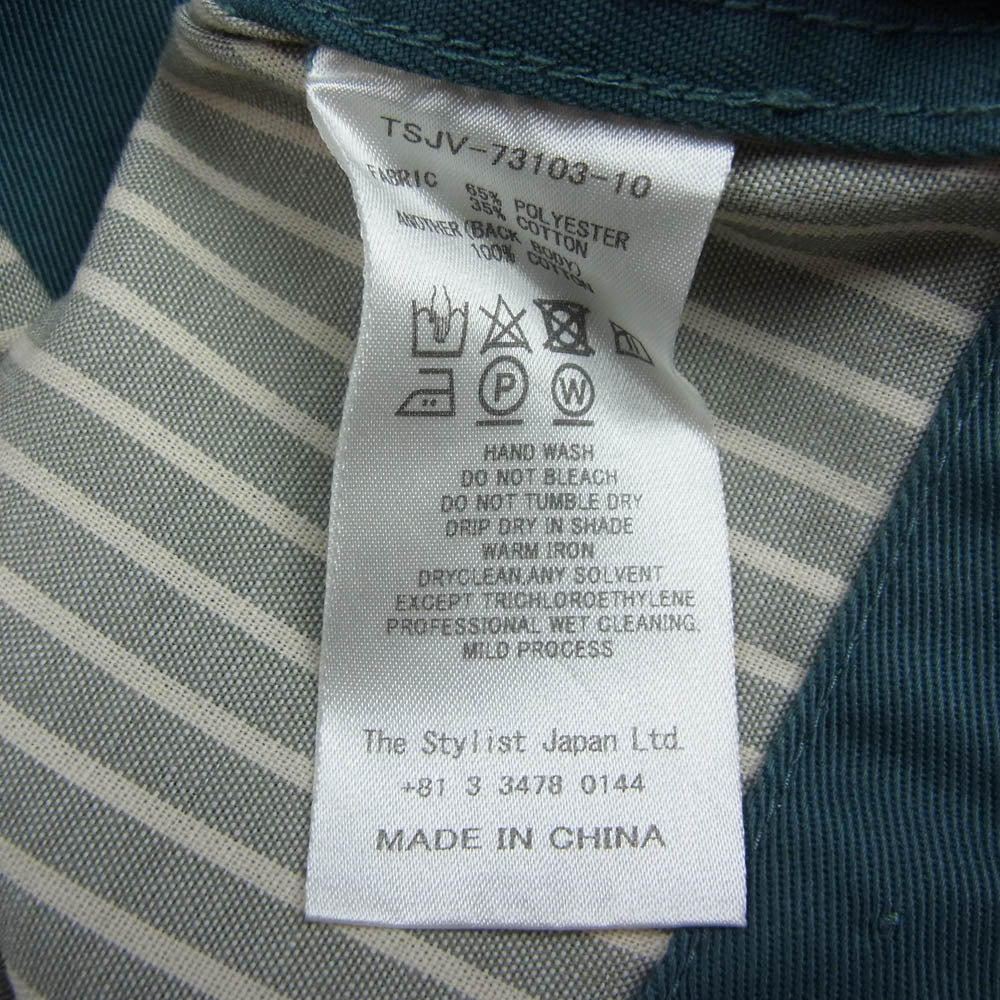 TSJV-73103-10
FABRIC 65% POLYESTER
35% COTTON
ANOTHER(BACK BODY)
100% COTTON
P W
HAND WASH
DO NOT BLEACH
DO NOT TUMBLE DRY
DRIP DRY IN SHADE
WARM IRON
DRYCLEAN,ANY SOLVENT
EXCEPT TRICHLOROETHYLENE
PROFESSIONAL WET CLEANING.
MILD PROCESS
The Stylist Japan Ltd.
+81 3 3478 0144
MADE IN CHINA